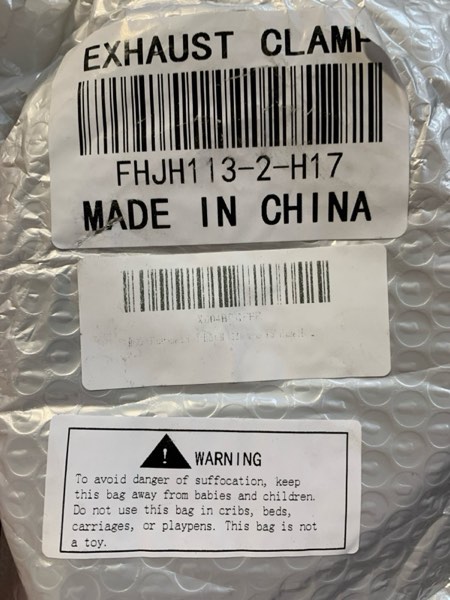 EXHAUST CLAMP
FHJH113-2-H17
MADE IN CHINA
WARNING
To avoid danger of suffocation, keep
this bag away from babies and children.
Do not use this bag in cribs, beds,
carriages, or playpens. This bag is not
a toy.